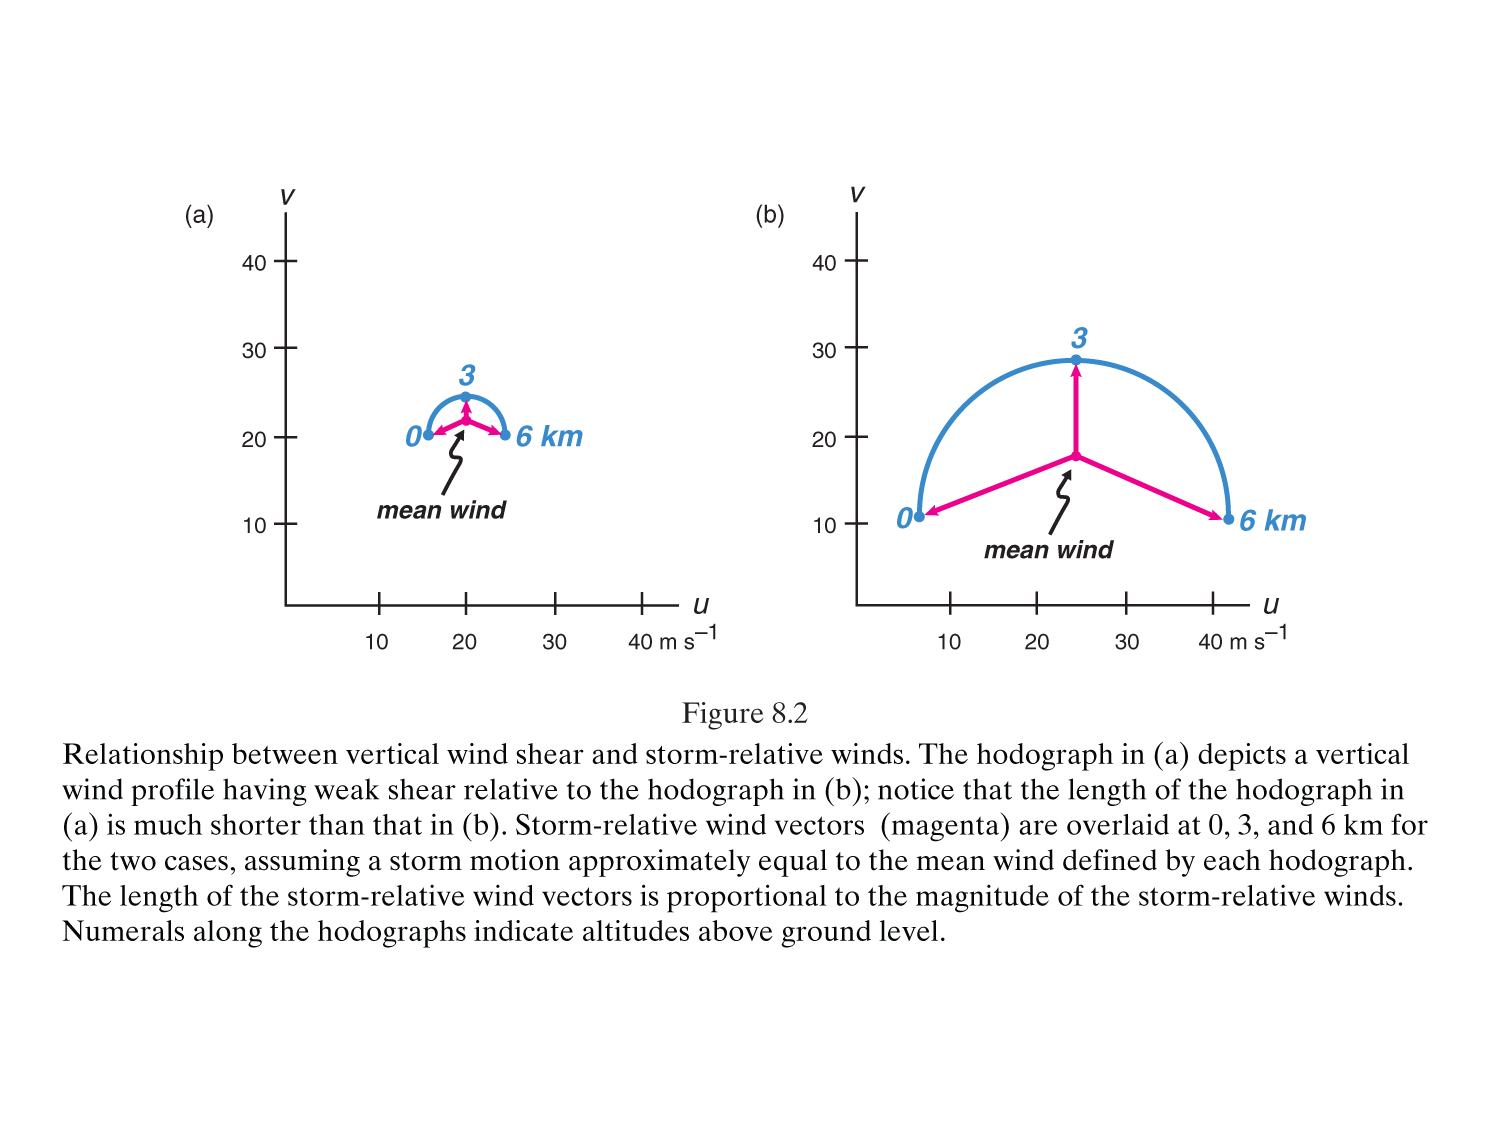 (a)
v
40
30
20
10
3
0
6 km
mean wind
u
10 20 30 40 m s–1
(b)
v
40
30
20
10
3
0
6 km
mean wind
u
10 20 30 40 m s–1
Figure 8.2
Relationship between vertical wind shear and storm-relative winds. The hodograph in (a) depicts a vertical
wind profile having weak shear relative to the hodograph in (b); notice that the length of the hodograph in
(a) is much shorter than that in (b). Storm-relative wind vectors (magenta) are overlaid at 0, 3, and 6 km for
the two cases, assuming a storm motion approximately equal to the mean wind defined by each hodograph.
The length of the storm-relative wind vectors is proportional to the magnitude of the storm-relative winds.
Numerals along the hodographs indicate altitudes above ground level.